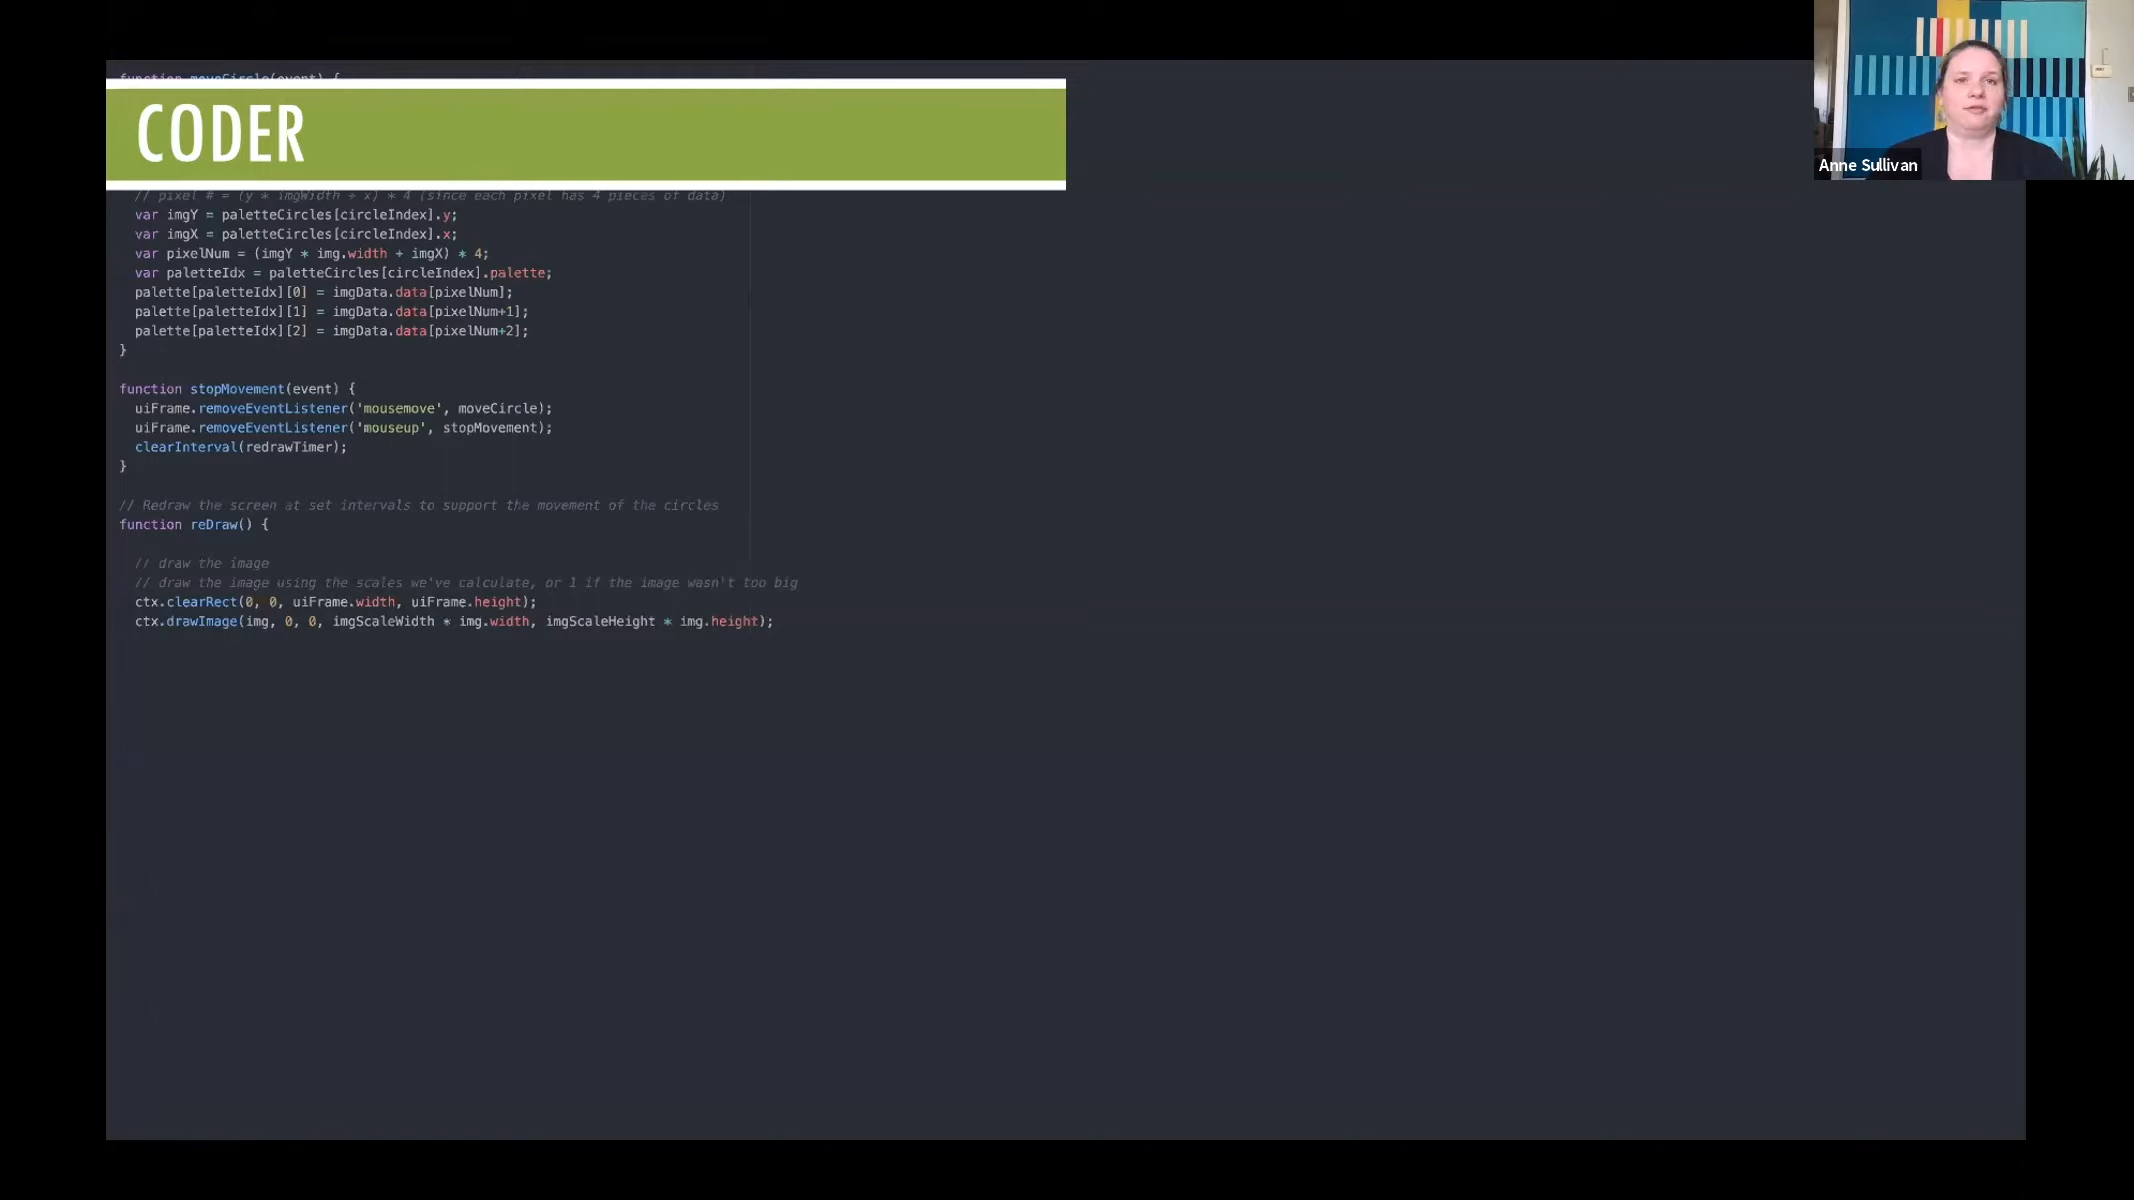 function moveCircle(event) {
CODER
// pixel # = (y * imgWidth + x) * 4 (since each pixel has 4 pieces of data)
var imgY = paletteCircles[circleIndex].y;
var imgX = paletteCircles[circleIndex].x;
var pixelNum = (imgY * img.width + imgX) * 4;
var paletteIdx = paletteCircles[circleIndex].palette;
palette[paletteIdx][0] = imgData.data[pixelNum];
palette[paletteIdx][1] = imgData.data[pixelNum+1];
palette[paletteIdx][2] = imgData.data[pixelNum+2];
}
function stopMovement(event) {
uiFrame.removeEventListener('mousemove', moveCircle);
uiFrame.removeEventListener('mouseup', stopMovement);
clearInterval(redrawTimer);
}
// Redraw the screen at set intervals to support the movement of the circles
function reDraw() {
// draw the image
// draw the image using the scales we've calculate, or 1 if the image wasn't too big
ctx.clearRect(0, 0, uiFrame.width, uiFrame.height);
ctx.drawImage(img, 0, 0, imgScaleWidth * img.width, imgScaleHeight * img.height);
Anne Sullivan